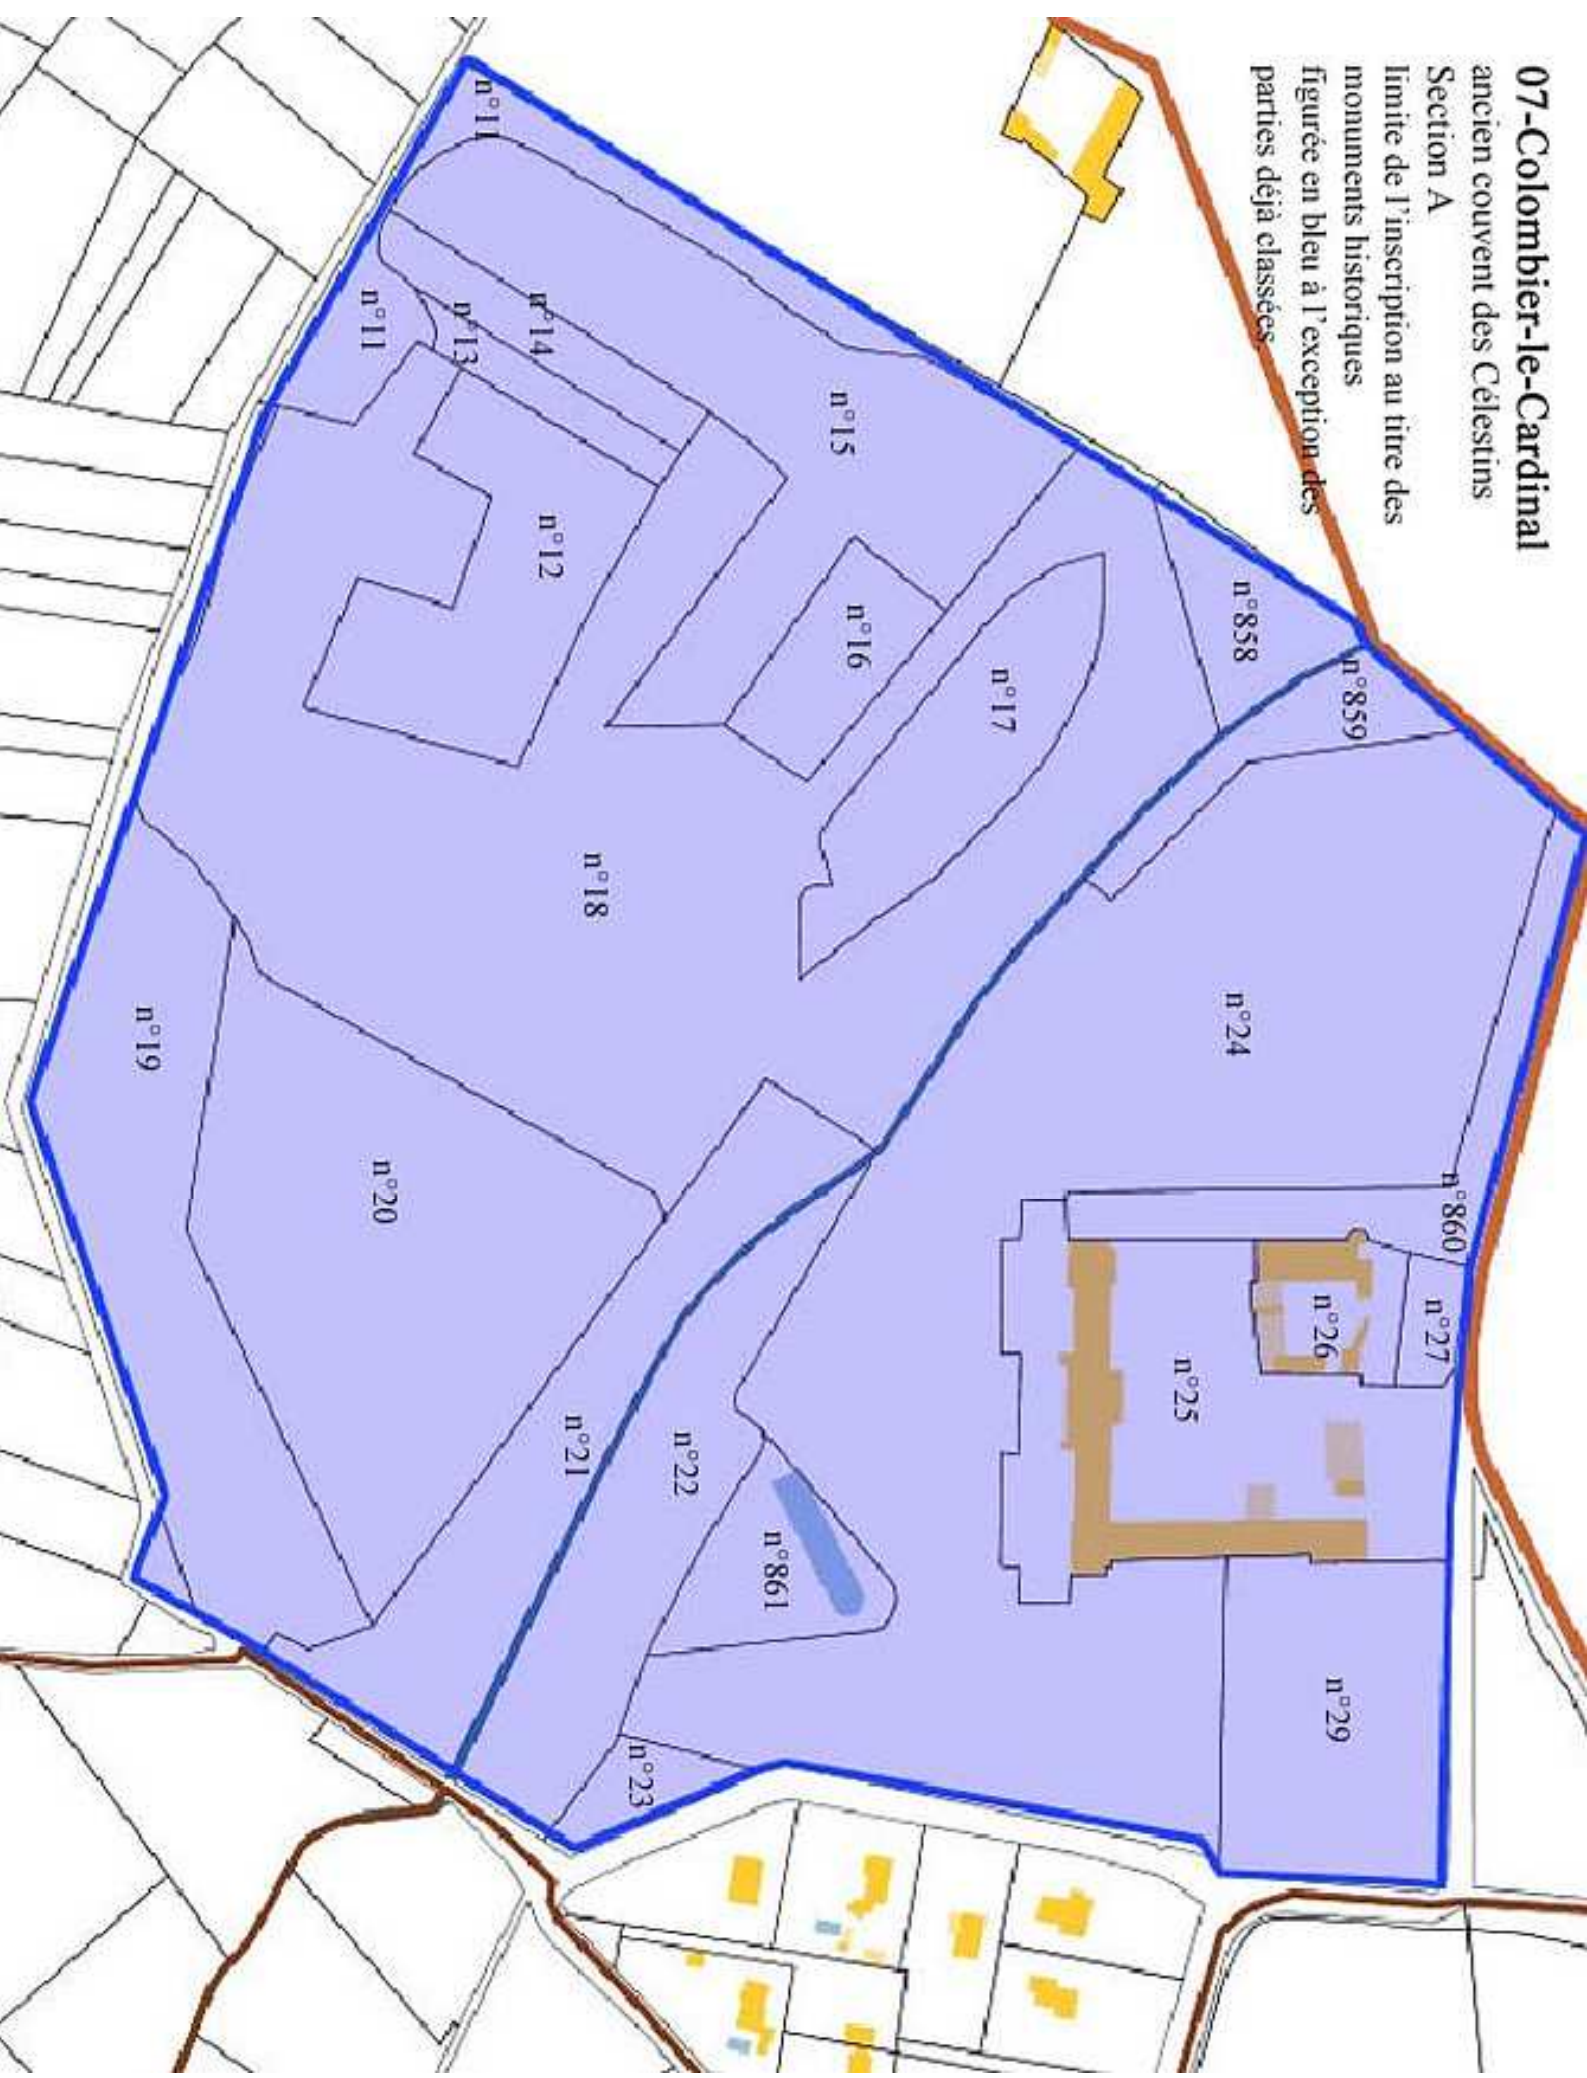 07-Colombier-le-Cardinal
ancien couvent des Célestins
Section A
limite de l'inscription au titre des
monuments historiques
figurée en bleu à l'exception des
parties déjà classées
n°859
n°858
n°860
n°27
n°26
n°29
n°24
n°25
n°17
n°16
n°15
n°861
n°22
n°23
n°18
n°21
n°14
n°12
n°11
n°13
n°11
n°20
n°19